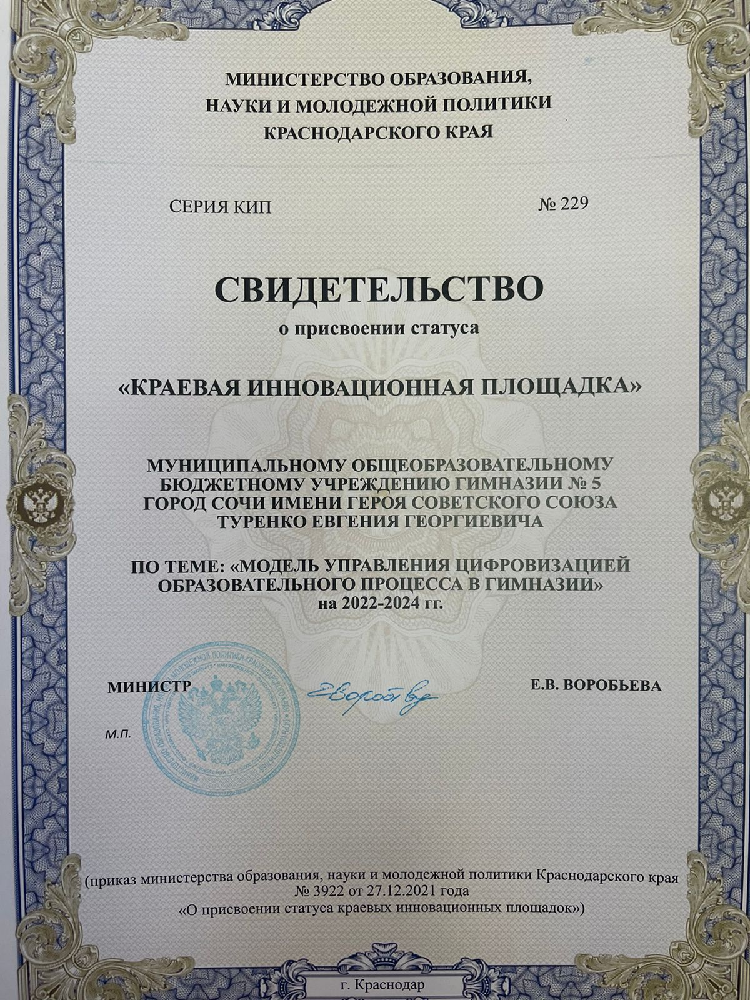 МИНИСТЕРСТВО ОБРАЗОВАНИЯ,
НАУКИ И МОЛОДЕЖНОЙ ПОЛИТИКИ
КРАСНОДАРСКОГО КРАЯ
СЕРИЯ КИП № 229
СВИДЕТЕЛЬСТВО
о присвоении статуса
«КРАЕВАЯ ИННОВАЦИОННАЯ ПЛОЩАДКА»
МУНИЦИПАЛЬНОМУ ОБЩЕОБРАЗОВАТЕЛЬНОМУ
БЮДЖЕТНОМУ УЧРЕЖДЕНИЮ ГИМНАЗИИ № 5
ГОРОД СОЧИ ИМЕНИ ГЕРОЯ СОВЕТСКОГО СОЮЗА
ТУРЕНКО ЕВГЕНИЯ ГЕОРГИЕВИЧА
ПО ТЕМЕ: «МОДЕЛЬ УПРАВЛЕНИЯ ЦИФРОВИЗАЦИЕЙ
ОБРАЗОВАТЕЛЬНОГО ПРОЦЕССА В ГИМНАЗИИ»
на 2022-2024 гг.
МИНИСТР Е.В. ВОРОБЬЕВА
М.П.
МИНИСТЕРСТВО ОБРАЗОВАНИЯ, МОЛОДЕЖНОЙ ПОЛИТИКИ КРАСНОДАРСКОГО КРАЯ
(приказ министерства образования, науки и молодежной политики Краснодарского края
№ 3922 от 27.12.2021 года
«О присвоении статуса краевых инновационных площадок»)
г. Краснодар